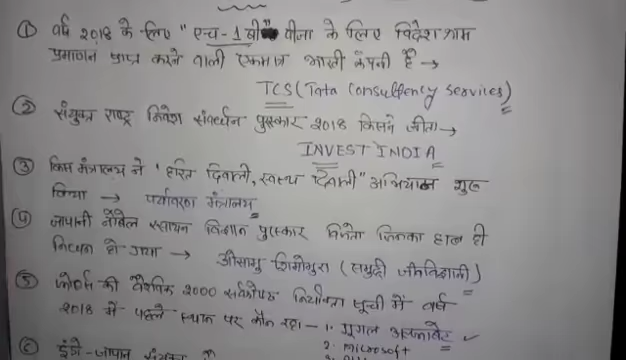 ① वर्ष 2018 के लिए "एच-1बी" वीजा के लिए विदेश श्रम
प्रमाणन प्राप्त करने वाली एकमात्र भारती कंपनी है →
TCS (Tata Consultency Services)
② संयुक्त राष्ट्र निवेश संवर्धन पुरस्कार 2018 किसने जीता →
INVEST INDIA
③ किस मंत्रालय ने "हरित दिवाली, स्वस्थ दिवाली" अभियान शुरू
किया → पर्यावरण मंत्रालय
④ जापानी नोबेल रसायन विज्ञान पुरस्कार विजेता जिनका हाल ही
निधन हो गया → ओसामु शिमोमुरा (समुद्री जीवविज्ञानी)
⑤ फोर्ब्स की वैश्विक 2000 सर्वश्रेष्ठ नियोक्ता सूची में वर्ष
2018 में पहले स्थान पर कौन रहा - 1. गूगल अल्फाबेट
2. microsoft
⑥ इंडो-जापान